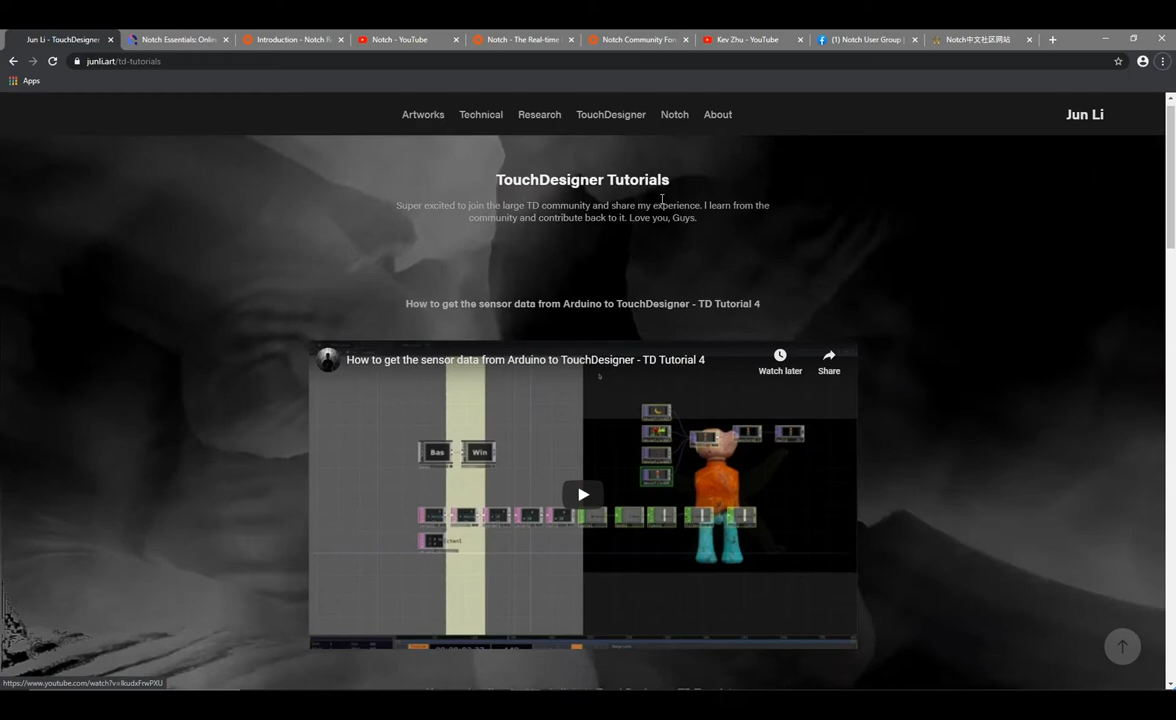 Jun Li - TouchDesigner
Notch Essentials: Onlin
Introduction - Notch R
Notch - YouTube
Notch - The Real-time
Notch Community For
Kev Zhu - YouTube
(1) Notch User Group |
Notch中文社区网站
junli.art/td-tutorials
Apps
Artworks Technical Research TouchDesigner Notch About
Jun Li
TouchDesigner Tutorials
Super excited to join the large TD community and share my experience. I learn from the
community and contribute back to it. Love you, Guys.
How to get the sensor data from Arduino to TouchDesigner - TD Tutorial 4
How to get the sensor data from Arduino to TouchDesigner - TD Tutorial 4
Watch later
Share
Bas
Win
https://www.youtube.com/watch?v=lkudxFrwPXU